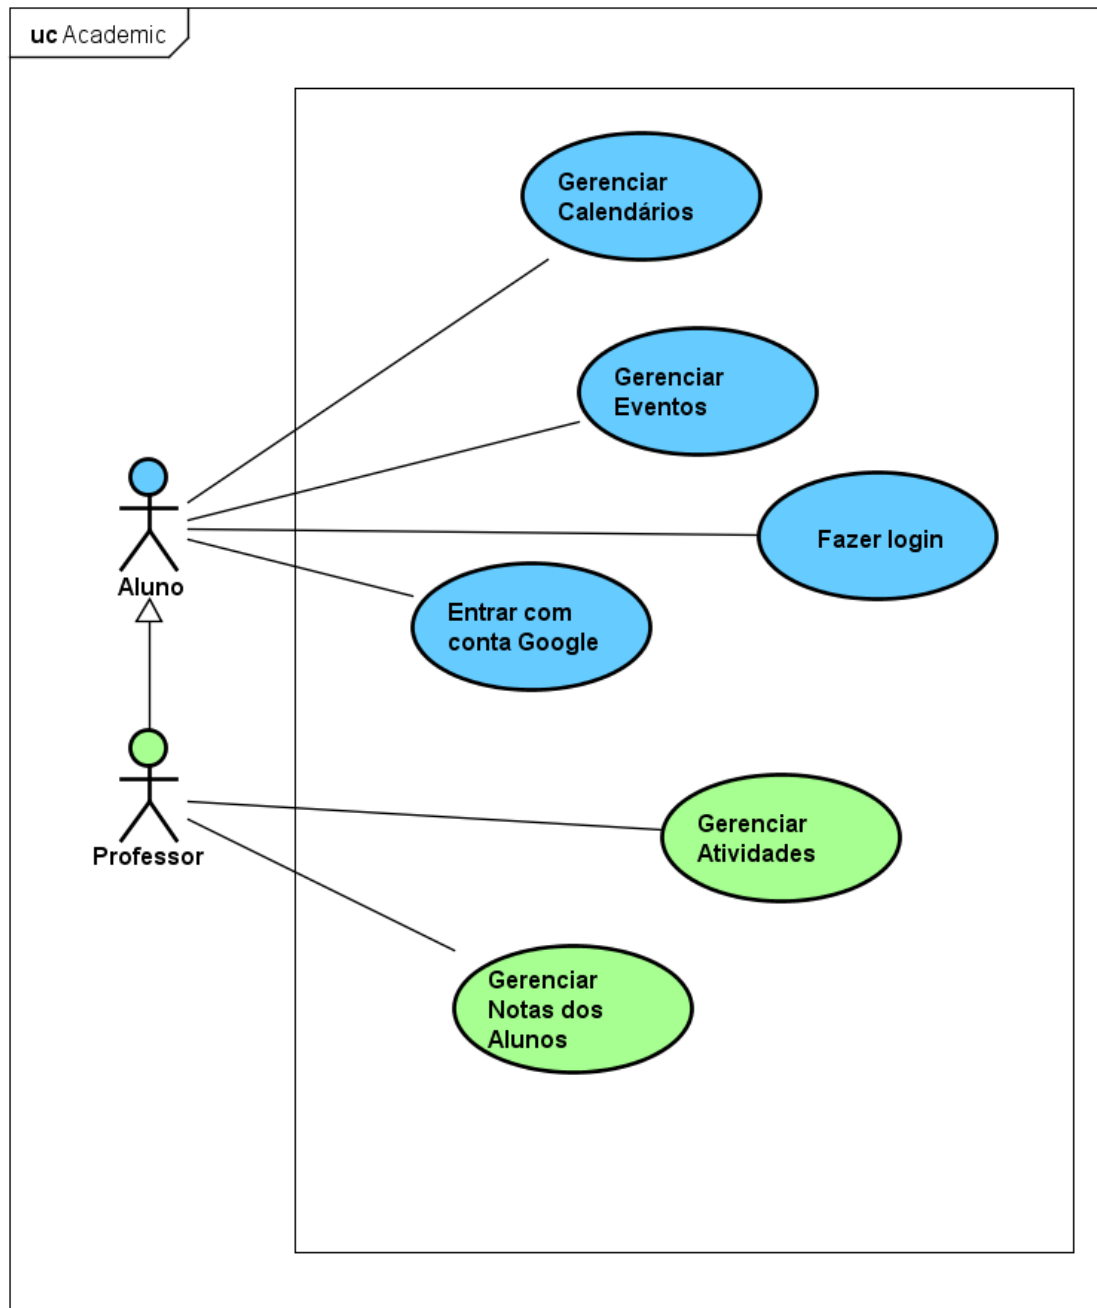 uc Academic
Gerenciar
Calendários
Gerenciar
Eventos
Fazer login
Aluno
Entrar com
conta Google
Gerenciar
Atividades
Professor
Gerenciar
Notas dos
Alunos